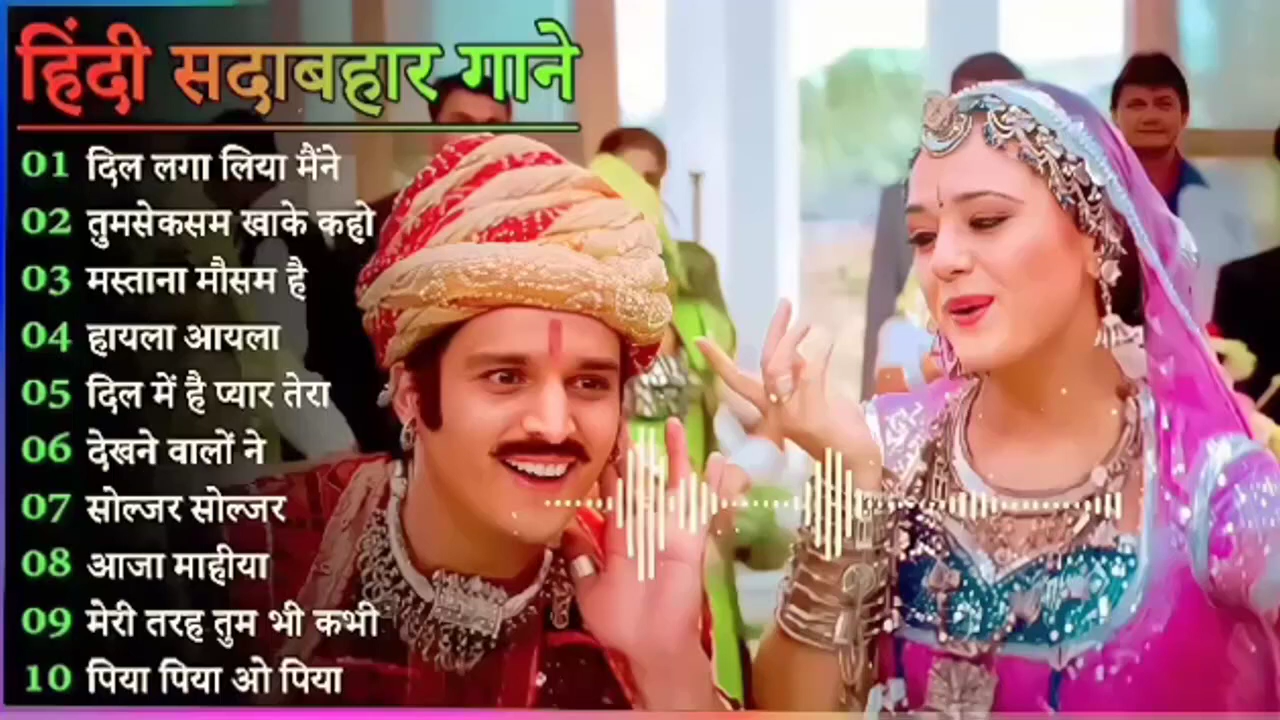 हिंदी सदाबहार गाने
01 दिल लगा लिया मैंने
02 तुमसेकसम खाके कहो
03 मस्ताना मौसम है
04 हायला आयला
05 दिल में है प्यार तेरा
06 देखने वालों ने
07 सोल्जर सोल्जर
08 आजा माहीया
09 मेरी तरह तुम भी कभी
10 पिया पिया ओ पिया